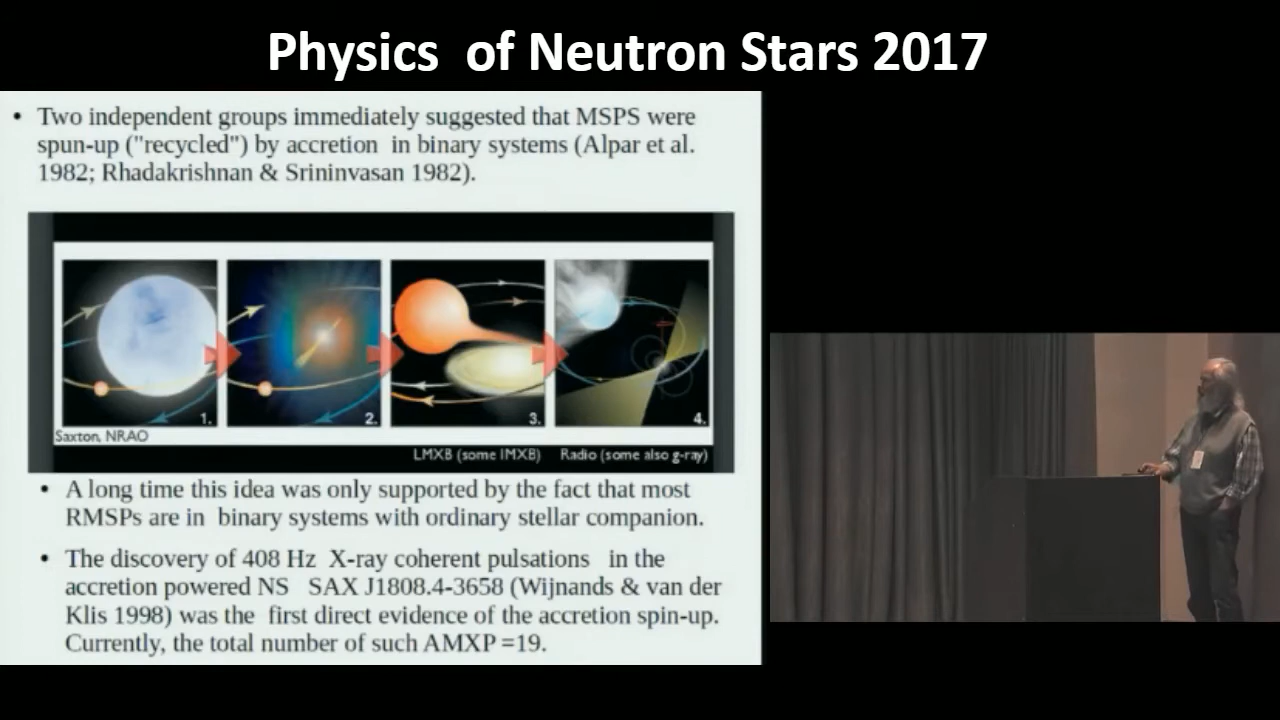 Physics of Neutron Stars 2017
• Two independent groups immediately suggested that MSPS were
spun-up ("recycled") by accretion in binary systems (Alpar et al.
1982; Rhadakrishnan & Srininvasan 1982).
1.
2.
3.
4.
Saxton, NRAO
LMXB (some IMXB)
Radio (some also g-ray)
• A long time this idea was only supported by the fact that most
RMSPs are in binary systems with ordinary stellar companion.
• The discovery of 408 Hz X-ray coherent pulsations in the
accretion powered NS SAX J1808.4-3658 (Wijnands & van der
Klis 1998) was the first direct evidence of the accretion spin-up.
Currently, the total number of such AMXP =19.